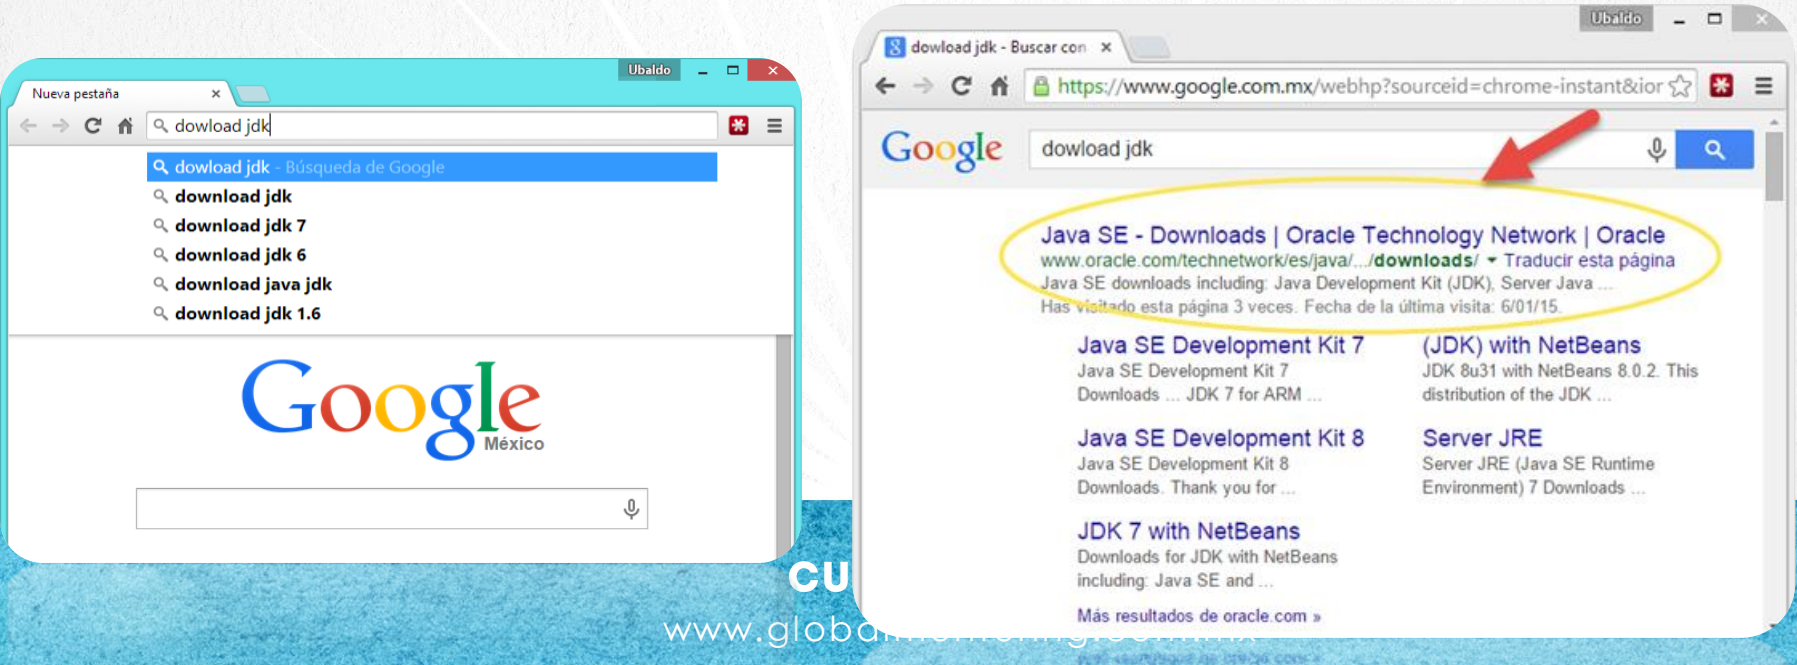 Ubaldo
Nueva pestaña
dowload jdk
dowload jdk - Búsqueda de Google
download jdk
download jdk 7
download jdk 6
download java jdk
download jdk 1.6
Google
México
Ubaldo
dowload jdk - Buscar con
https://www.google.com.mx/webhp?sourceid=chrome-instant&ior
Google
dowload jdk
Java SE - Downloads | Oracle Technology Network | Oracle
www.oracle.com/technetwork/es/java/.../downloads/ Traducir esta página
Java SE downloads including: Java Development Kit (JDK), Server Java ...
Has visitado esta página 3 veces. Fecha de la última visita: 6/01/15.
Java SE Development Kit 7
Java SE Development Kit 7
Downloads ... JDK 7 for ARM ...
(JDK) with NetBeans
JDK 8u31 with NetBeans 8.0.2. This
distribution of the JDK ...
Java SE Development Kit 8
Java SE Development Kit 8
Downloads. Thank you for ...
Server JRE
Server JRE (Java SE Runtime
Environment) 7 Downloads ...
JDK 7 with NetBeans
Downloads for JDK with NetBeans
including: Java SE and ...
Más resultados de oracle.com »
CU